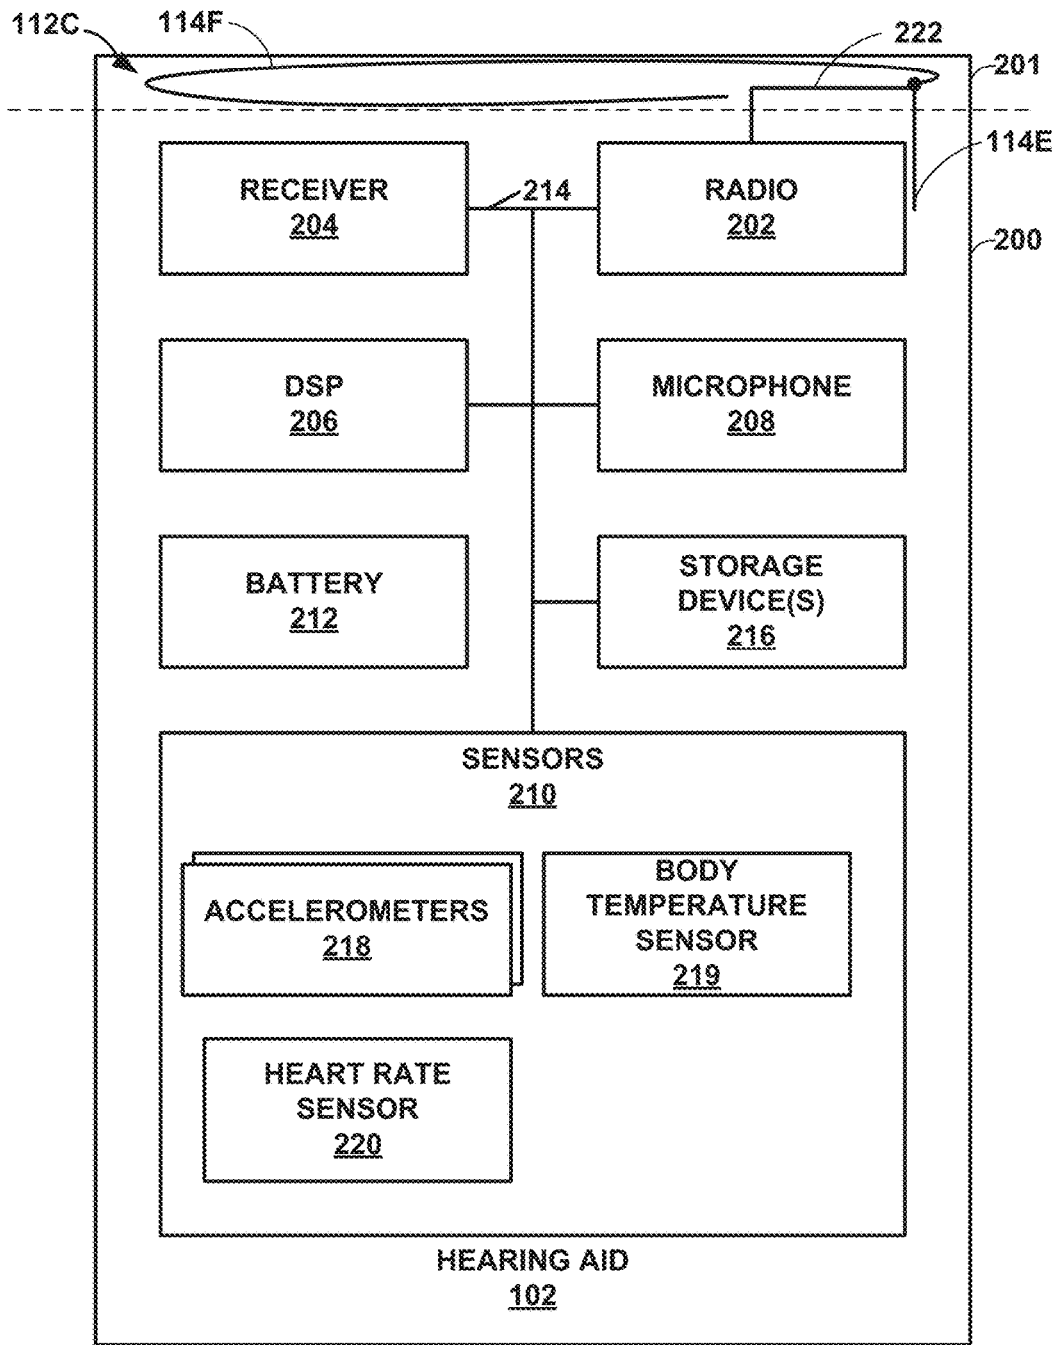 112C
114F
222
201
114E
RECEIVER
204
214
RADIO
202
200
DSP
206
MICROPHONE
208
BATTERY
212
STORAGE
DEVICE(S)
216
SENSORS
210
ACCELEROMETERS
218
BODY
TEMPERATURE
SENSOR
219
HEART RATE
SENSOR
220
HEARING AID
102